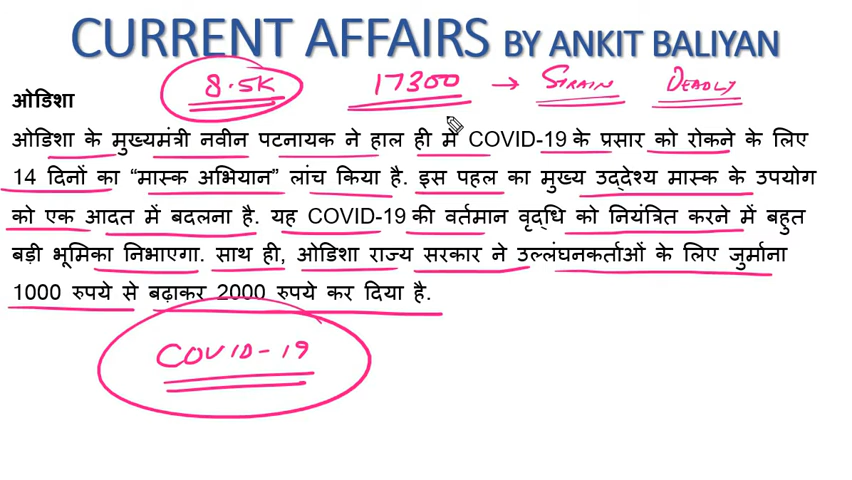 CURRENT AFFAIRS BY ANKIT BALIYAN
8.5K 17300 → STRAIN DEADLY
ओडिशा
ओडिशा के मुख्यमंत्री नवीन पटनायक ने हाल ही में COVID-19 के प्रसार को रोकने के लिए
14 दिनों का “मास्क अभियान” लांच किया है. इस पहल का मुख्य उद्देश्य मास्क के उपयोग
को एक आदत में बदलना है. यह COVID-19 की वर्तमान वृद्धि को नियंत्रित करने में बहुत
बड़ी भूमिका निभाएगा. साथ ही, ओडिशा राज्य सरकार ने उल्लंघनकर्ताओं के लिए जुर्माना
1000 रुपये से बढ़ाकर 2000 रुपये कर दिया है.
COVID-19